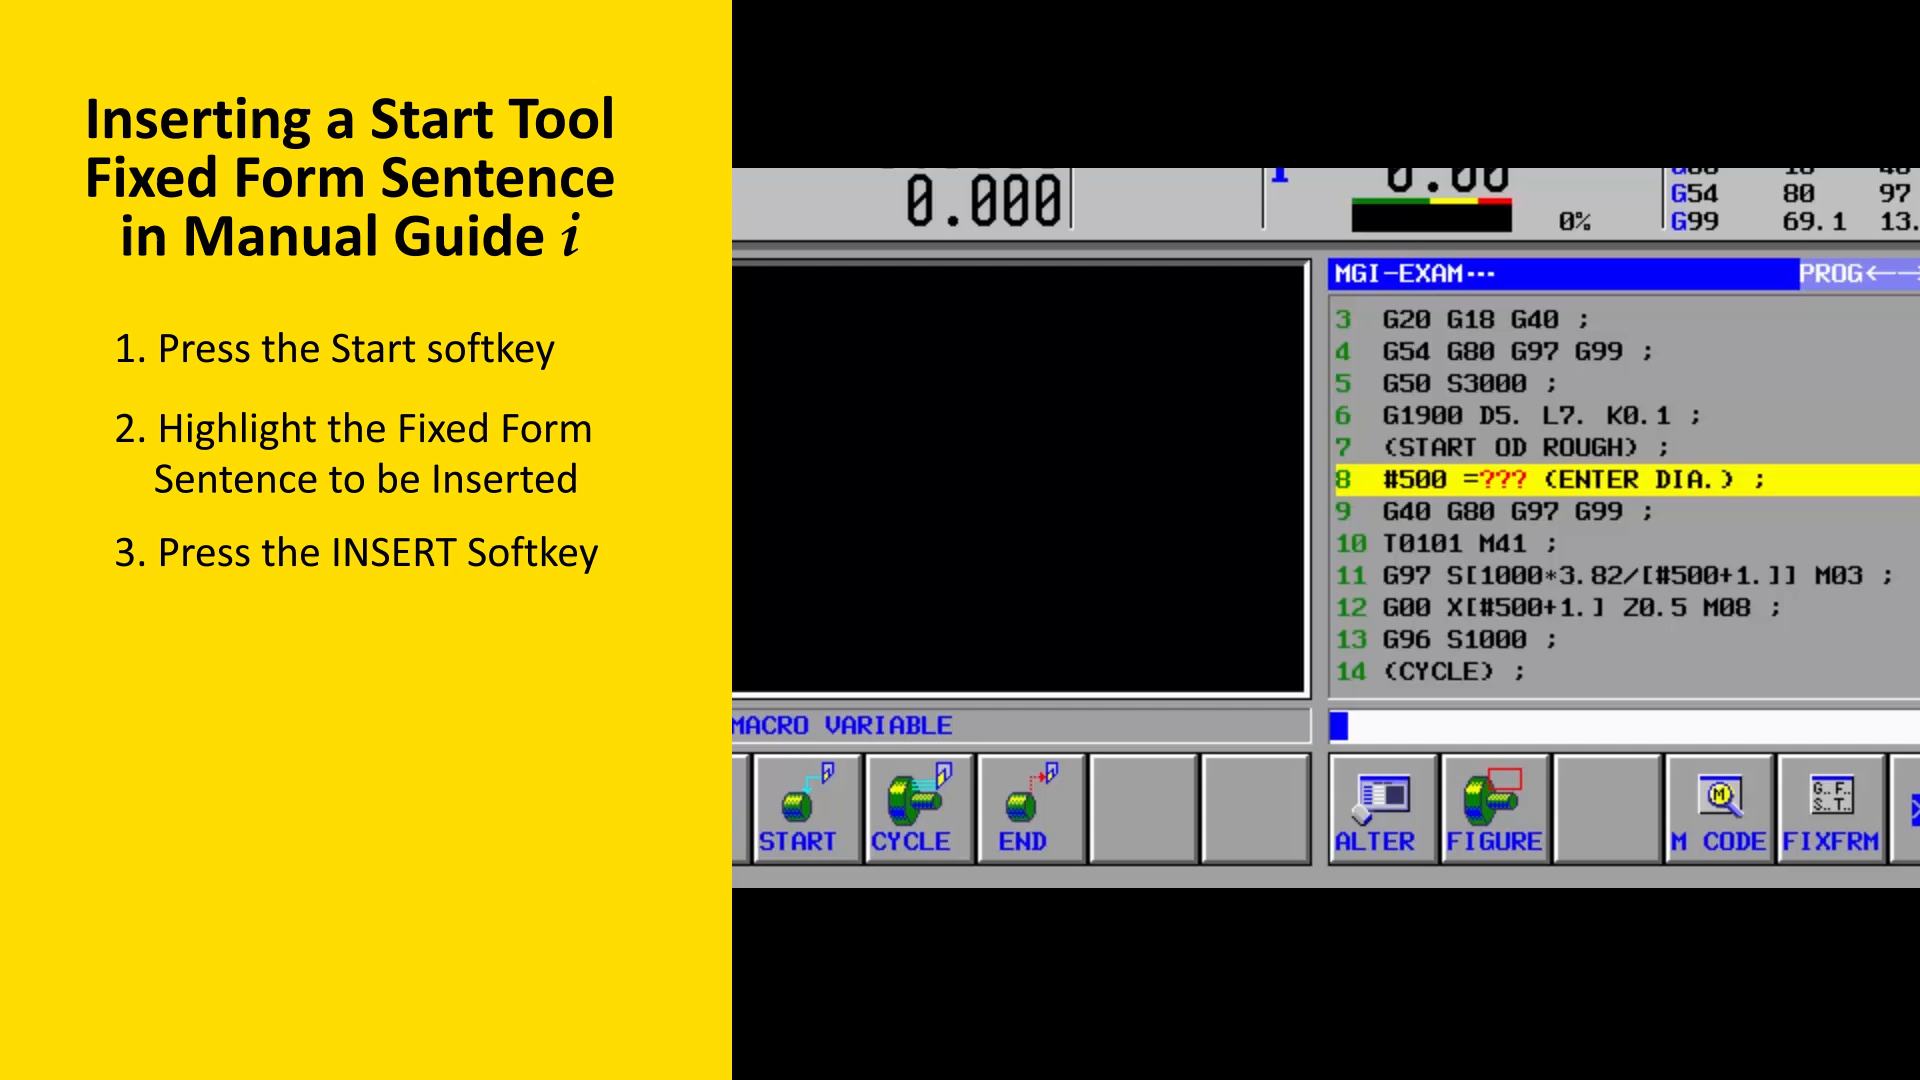 Inserting a Start Tool
Fixed Form Sentence
in Manual Guide i
1. Press the Start softkey
2. Highlight the Fixed Form
Sentence to be Inserted
3. Press the INSERT Softkey
0.000
0.00
0%
G54 80 97
G99 69.1 13.
MGI-EXAM···
PROG←→
3 G20 G18 G40 ;
4 G54 G80 G97 G99 ;
5 G50 S3000 ;
6 G1900 D5. L7. K0.1 ;
7 (START OD ROUGH) ;
8 #500 =??? (ENTER DIA.) ;
9 G40 G80 G97 G99 ;
10 T0101 M41 ;
11 G97 S[1000*3.82/[#500+1.]] M03 ;
12 G00 X[#500+1.] Z0.5 M08 ;
13 G96 S1000 ;
14 (CYCLE) ;
MACRO VARIABLE
START CYCLE END
G.. F..
S.. T..
ALTER FIGURE M CODE FIXFRM